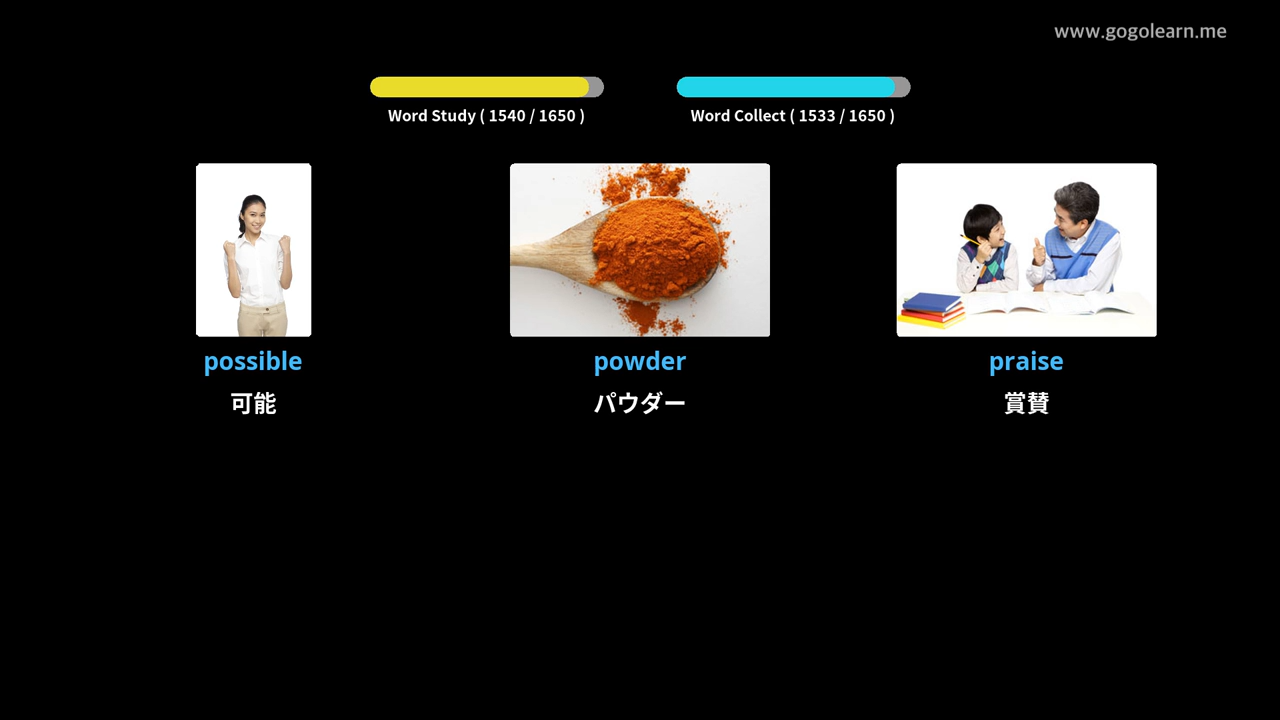 www.gogolearn.me
Word Study ( 1540 / 1650 )
Word Collect ( 1533 / 1650 )
possible
powder
praise
可能
パウダー
賞賛